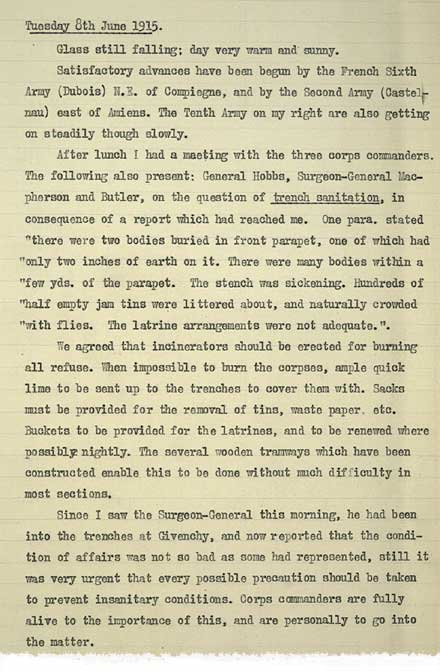 Tuesday 8th June 1915.
Glass still falling; day very warm and sunny.
Satisfactory advances have been begun by the French Sixth
Army (Dubois) N.E. of Compiegne, and by the Second Army (Castel-
nau) east of Amiens. The Tenth Army on my right are also getting
on steadily though slowly.
After lunch I had a meeting with the three corps commanders.
The following also present: General Hobbs, Surgeon-General Mac-
pherson and Butler, on the question of trench sanitation, in
consequence of a report which had reached me. One para. stated
"there were two bodies buried in front parapet, one of which had
"only two inches of earth on it. There were many bodies within a
"few yds. of the parapet. The stench was sickening. Hundreds of
"half empty jam tins were littered about, and naturally crowded
"with flies. The latrine arrangements were not adequate.".
We agreed that incinerators should be erected for burning
all refuse. When impossible to burn the corpses, ample quick
lime to be sent up to the trenches to cover them with. Sacks
must be provided for the removal of tins, waste paper, etc.
Buckets to be provided for the latrines, and to be renewed where
possibly nightly. The several wooden tramways which have been
constructed enable this to be done without much difficulty in
most sections.
Since I saw the Surgeon-General this morning, he had been
into the trenches at Givenchy, and now reported that the condi-
tion of affairs was not so bad as some had represented, still it
was very urgent that every possible precaution should be taken
to prevent insanitary conditions. Corps commanders are fully
alive to the importance of this, and are personally to go into
the matter.